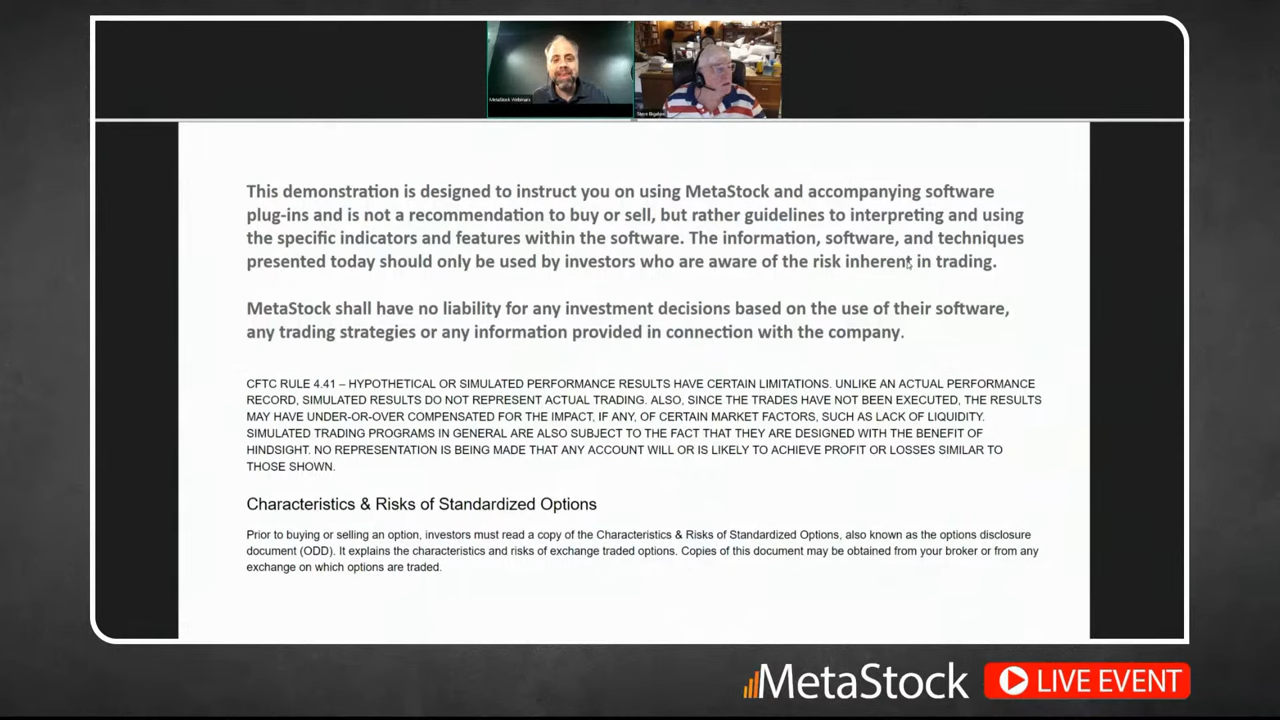 MetaStock Webinars
Steve Bigalow
This demonstration is designed to instruct you on using MetaStock and accompanying software
plug-ins and is not a recommendation to buy or sell, but rather guidelines to interpreting and using
the specific indicators and features within the software. The information, software, and techniques
presented today should only be used by investors who are aware of the risk inherent in trading.
MetaStock shall have no liability for any investment decisions based on the use of their software,
any trading strategies or any information provided in connection with the company.
CFTC RULE 4.41 – HYPOTHETICAL OR SIMULATED PERFORMANCE RESULTS HAVE CERTAIN LIMITATIONS. UNLIKE AN ACTUAL PERFORMANCE
RECORD, SIMULATED RESULTS DO NOT REPRESENT ACTUAL TRADING. ALSO, SINCE THE TRADES HAVE NOT BEEN EXECUTED, THE RESULTS
MAY HAVE UNDER-OR-OVER COMPENSATED FOR THE IMPACT, IF ANY, OF CERTAIN MARKET FACTORS, SUCH AS LACK OF LIQUIDITY.
SIMULATED TRADING PROGRAMS IN GENERAL ARE ALSO SUBJECT TO THE FACT THAT THEY ARE DESIGNED WITH THE BENEFIT OF
HINDSIGHT. NO REPRESENTATION IS BEING MADE THAT ANY ACCOUNT WILL OR IS LIKELY TO ACHIEVE PROFIT OR LOSSES SIMILAR TO
THOSE SHOWN.
Characteristics & Risks of Standardized Options
Prior to buying or selling an option, investors must read a copy of the Characteristics & Risks of Standardized Options, also known as the options disclosure
document (ODD). It explains the characteristics and risks of exchange traded options. Copies of this document may be obtained from your broker or from any
exchange on which options are traded.
MetaStock LIVE EVENT